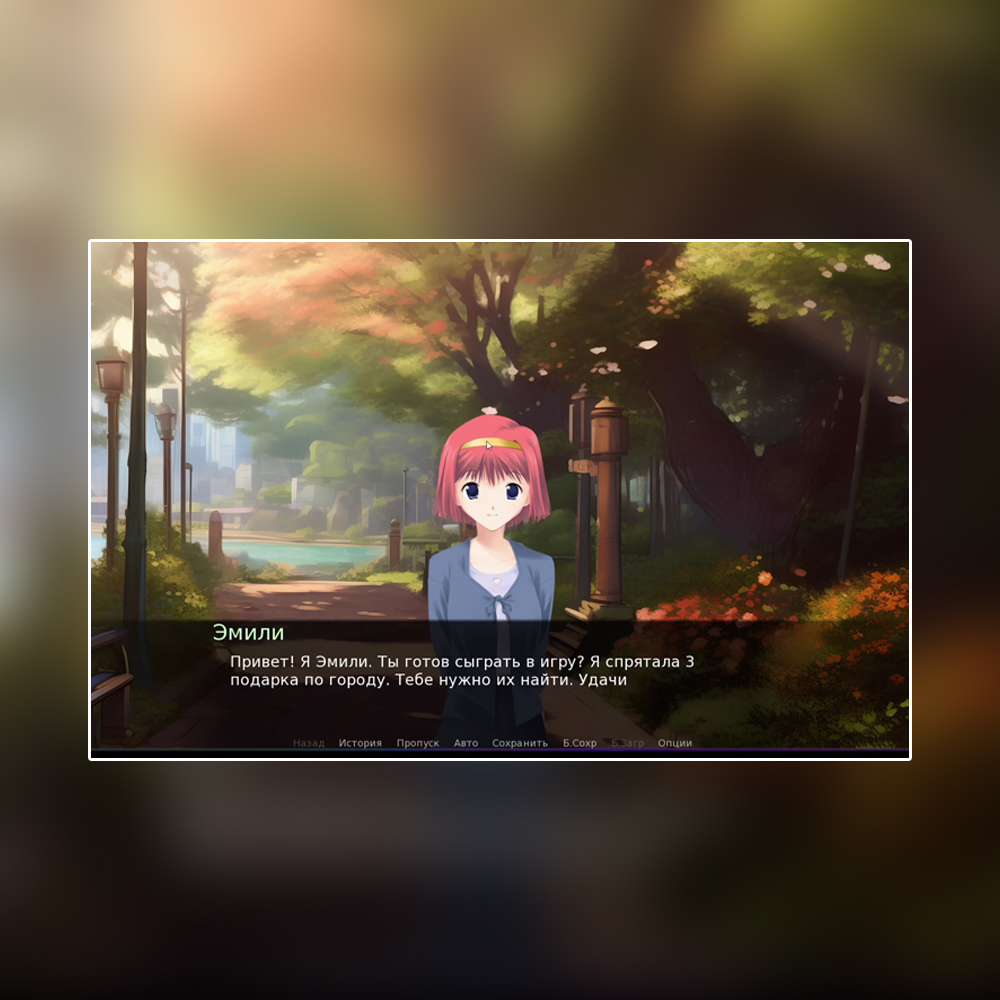 Эмили
Привет! Я Эмили. Ты готов сыграть в игру? Я спрятала 3
подарка по городу. Тебе нужно их найти. Удачи
Назад История Пропуск Авто Сохранить Б.Сохр Б.Загр Опции